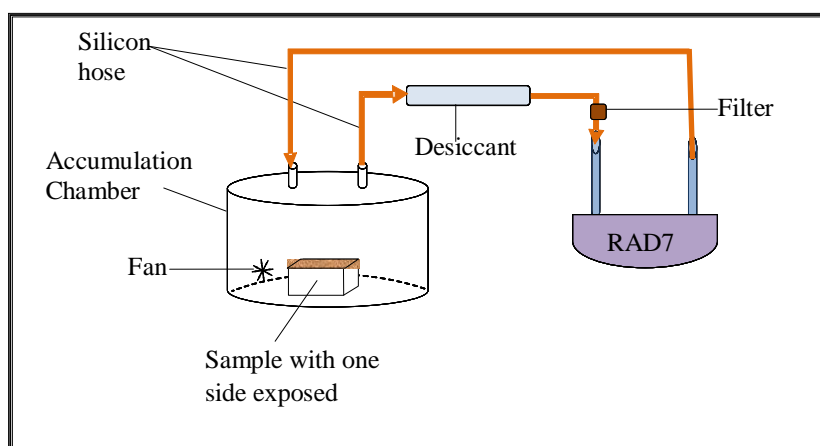 Silicon
hose
Filter
Desiccant
Accumulation
Chamber
RAD7
Fan
Sample with one
side exposed